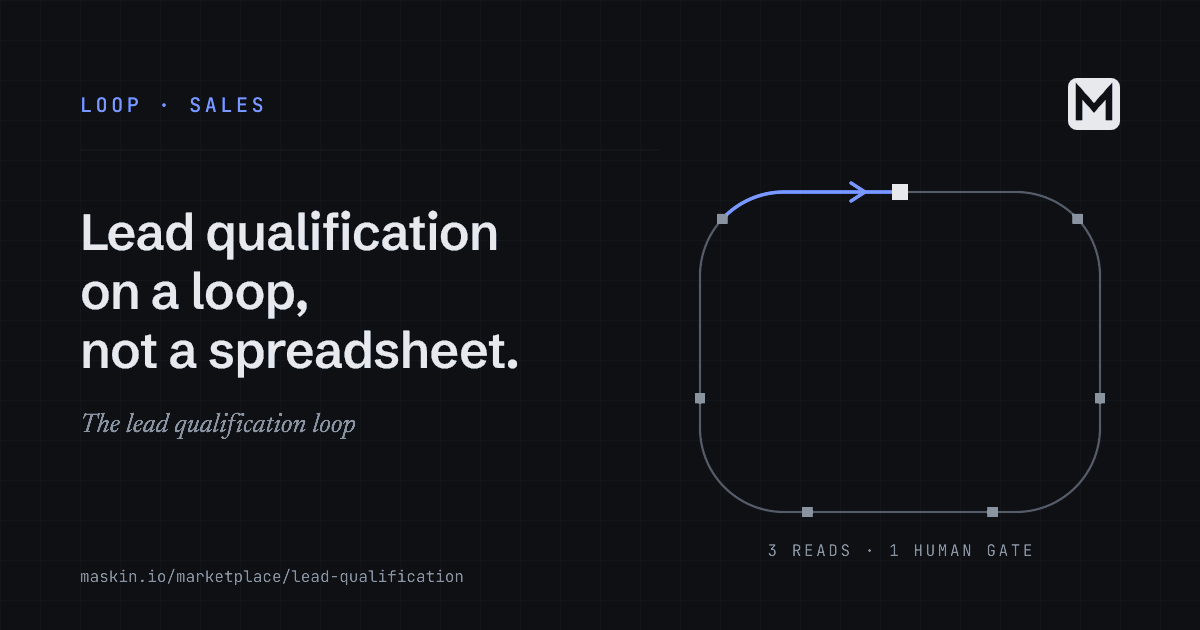 LOOP · SALES
M
Lead qualification
on a loop,
not a spreadsheet.
The lead qualification loop
3 READS · 1 HUMAN GATE
maskin.io/marketplace/lead-qualification